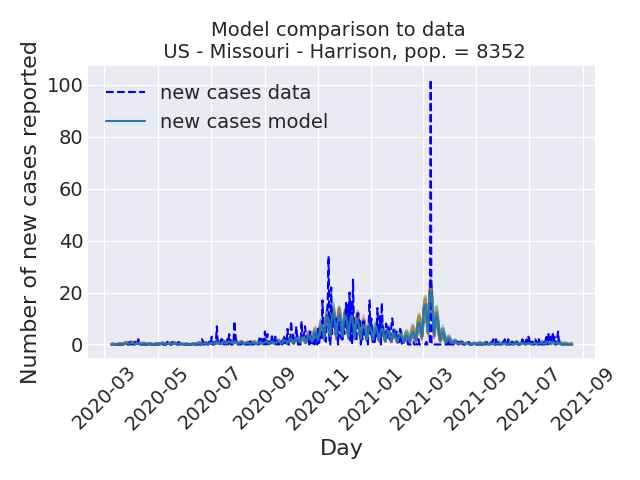 Model comparison to data
US - Missouri - Harrison, pop. = 8352
Number of new cases reported
100
80
60
40
20
0
new cases data
new cases model
2020-03
2020-05
2020-07
2020-09
2020-11
2021-01
2021-03
2021-05
2021-07
2021-09
Day